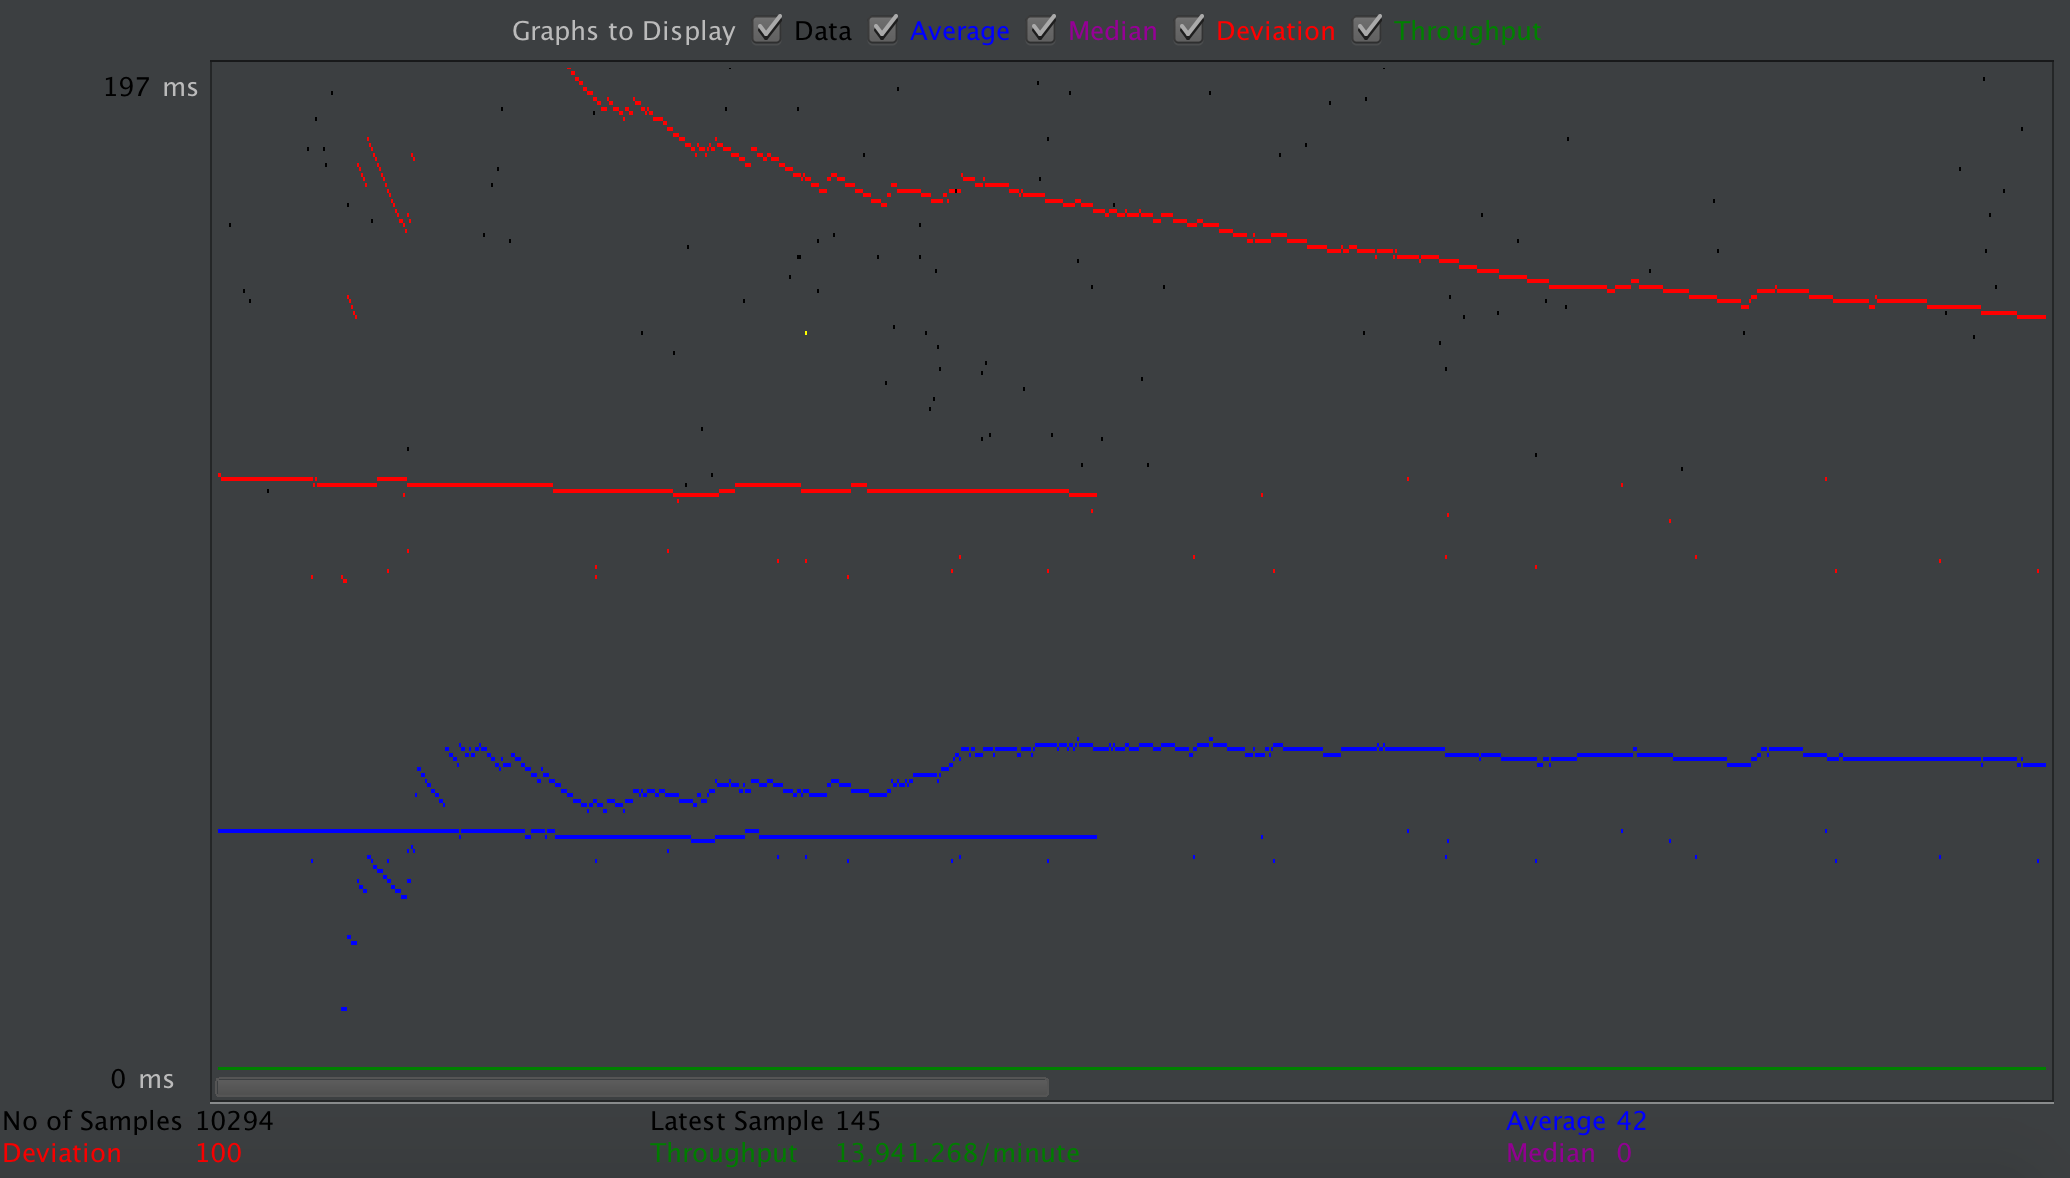 Graphs to Display Data Average Median Deviation Throughput
197 ms
0 ms
No of Samples 10294 Latest Sample 145 Average 42
Deviation 100 Throughput 13,941.268/minute Median 0